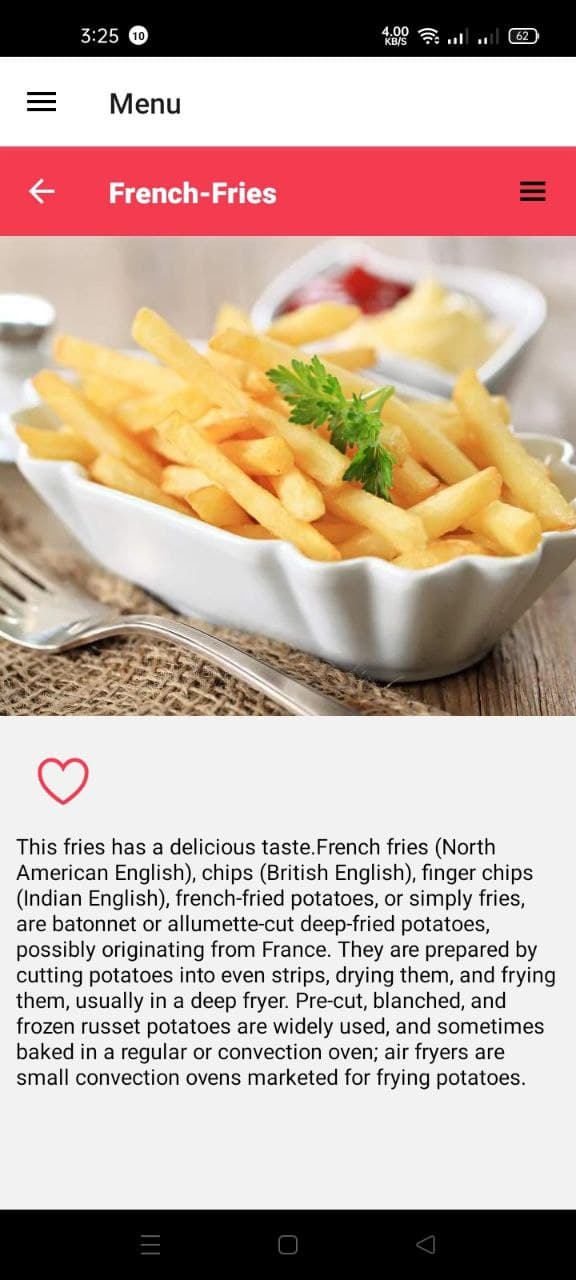 3:25 10 4.00 KB/S 62
Menu
French-Fries
This fries has a delicious taste.French fries (North
American English), chips (British English), finger chips
(Indian English), french-fried potatoes, or simply fries,
are batonnet or allumette-cut deep-fried potatoes,
possibly originating from France. They are prepared by
cutting potatoes into even strips, drying them, and frying
them, usually in a deep fryer. Pre-cut, blanched, and
frozen russet potatoes are widely used, and sometimes
baked in a regular or convection oven; air fryers are
small convection ovens marketed for frying potatoes.